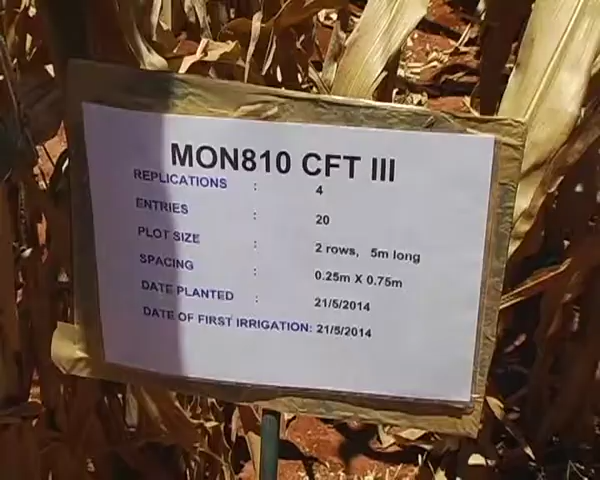 MON810 CFT III
REPLICATIONS : 4
ENTRIES : 20
PLOT SIZE : 2 rows, 5m long
SPACING : 0.25m X 0.75m
DATE PLANTED : 21/5/2014
DATE OF FIRST IRRIGATION: 21/5/2014